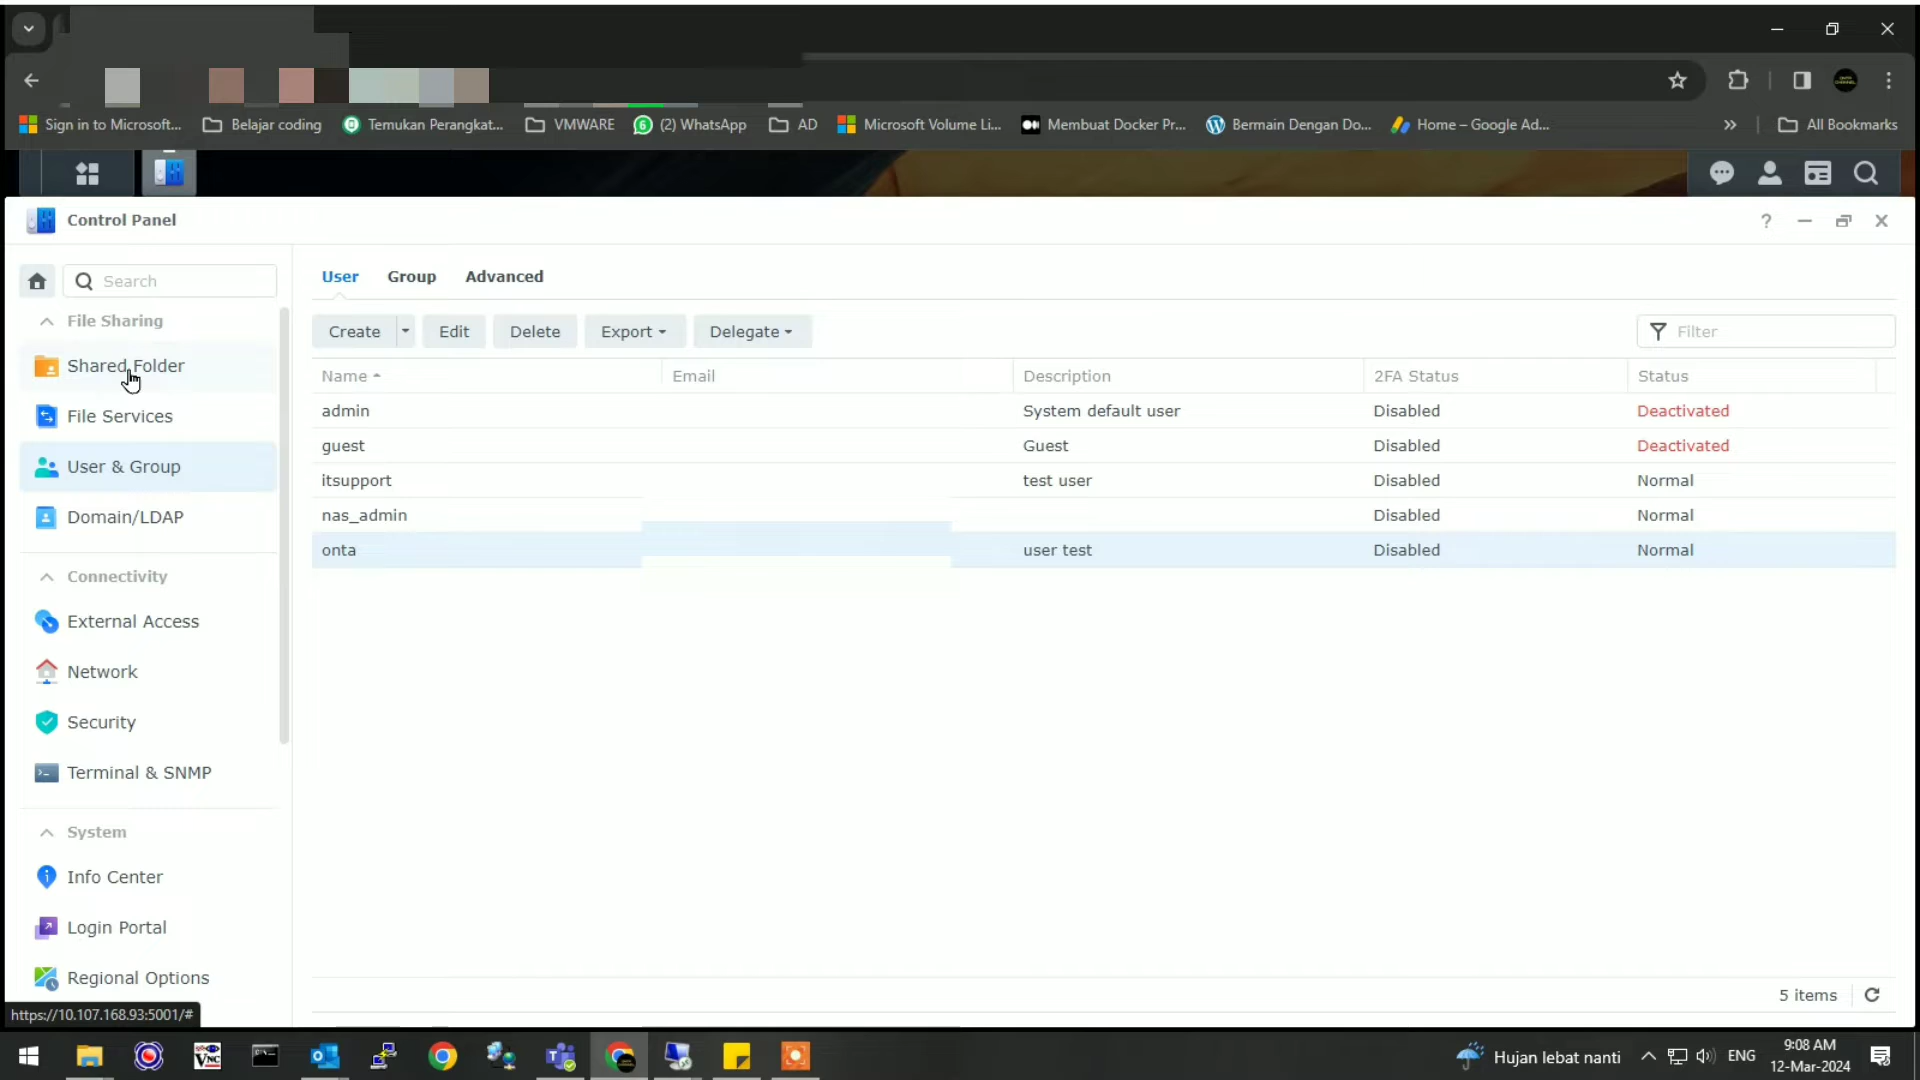 Sign in to Microsoft... Belajar coding Temukan Perangkat... VMWARE (2) WhatsApp AD Microsoft Volume Li... Membuat Docker Pr... Bermain Dengan Do... Home – Google Ad... » All Bookmarks
Control Panel ?
Search
User Group Advanced
File Sharing
Create Edit Delete Export Delegate
Filter
Shared Folder
Name Email Description 2FA Status Status
admin System default user Disabled Deactivated
File Services
guest Guest Disabled Deactivated
User & Group
itsupport test user Disabled Normal
Domain/LDAP
nas_admin Disabled Normal
onta user test Disabled Normal
Connectivity
External Access
Network
Security
Terminal & SNMP
System
Info Center
Login Portal
Regional Options
5 items
https://10.107.168.93:5001/#
VNC
Hujan lebat nanti ENG 9:08 AM
12-Mar-2024